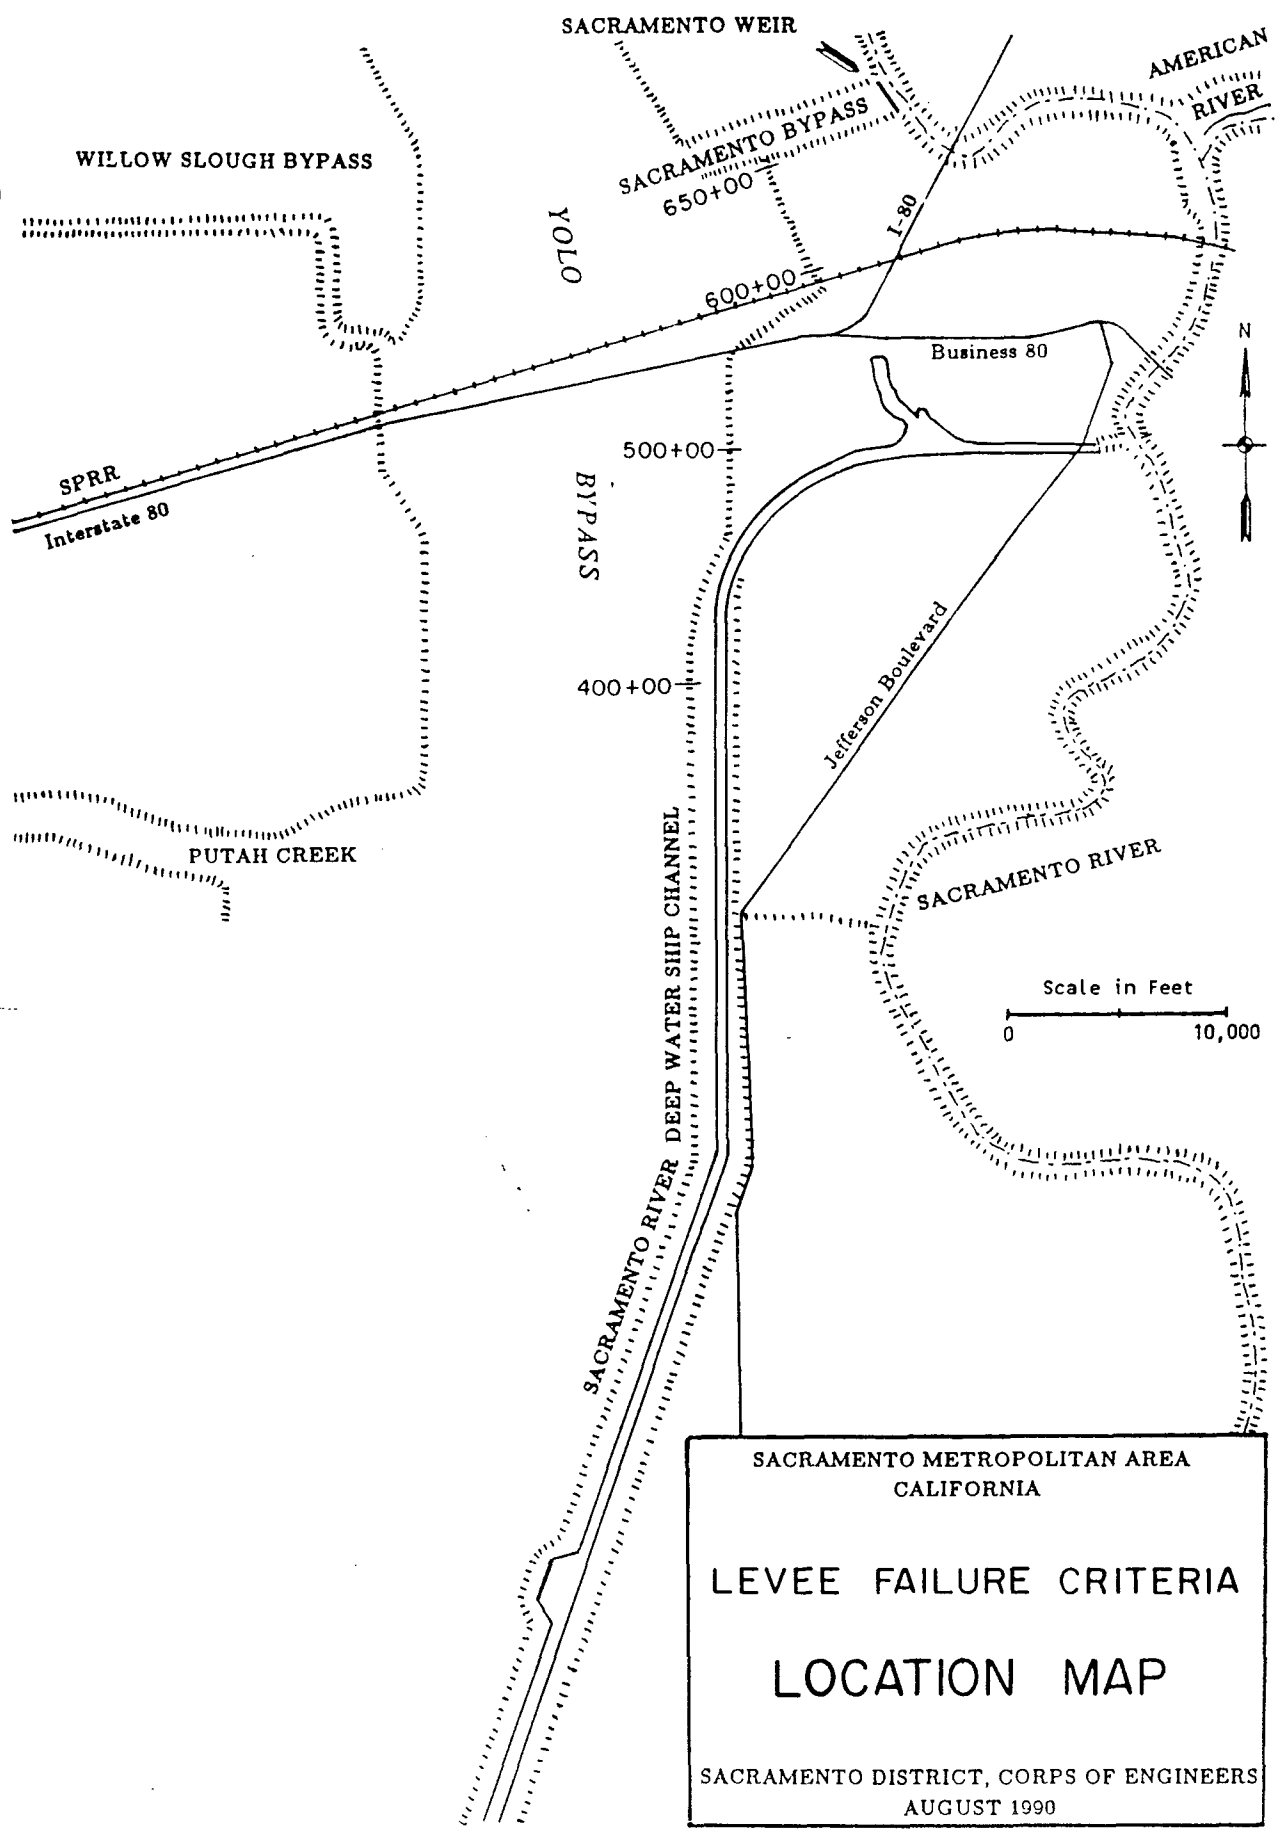 SACRAMENTO WEIR
AMERICAN
RIVER
SACRAMENTO BYPASS
WILLOW SLOUGH BYPASS
650+00
YOLO
I-80
600+00
N
Business 80
500+00
SPRR
BYPASS
Interstate 80
Jefferson Boulevard
400+00
PUTAH CREEK
SACRAMENTO RIVER
SACRAMENTO RIVER DEEP WATER SHIP CHANNEL
Scale in Feet
0 10,000
SACRAMENTO METROPOLITAN AREA
CALIFORNIA
LEVEE FAILURE CRITERIA
LOCATION MAP
SACRAMENTO DISTRICT, CORPS OF ENGINEERS
AUGUST 1990